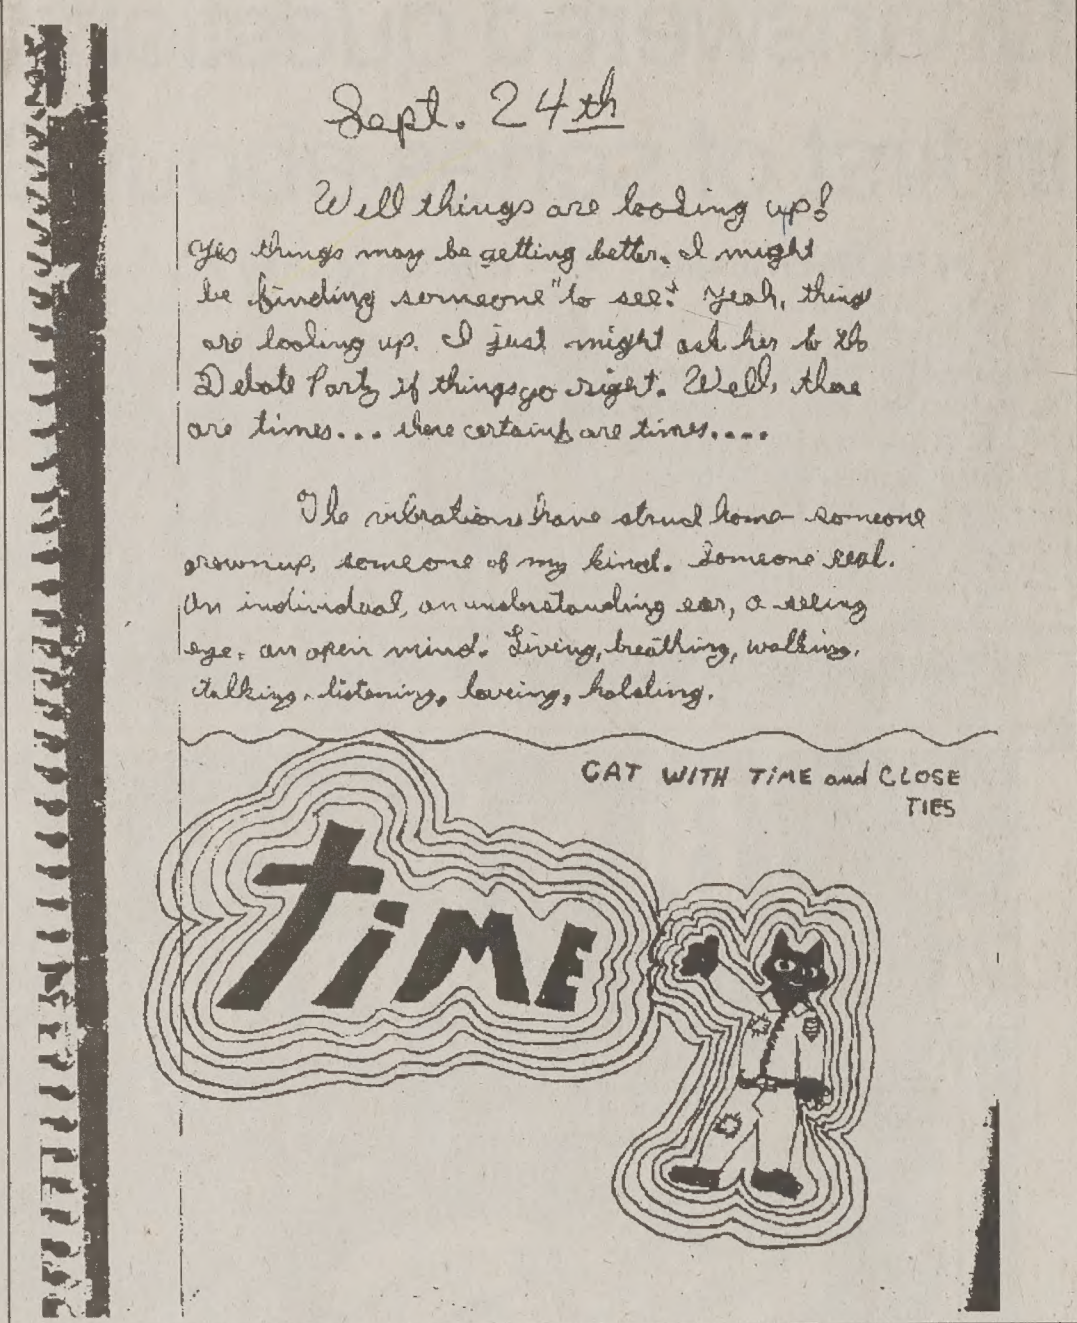 Sept. 24th
Well things are looking up!
Yes things may be getting better. I might
be finding someone "to see." Yeah, things
are looking up. I just might ask her to the
Debate Party if things go right. Well, there
are times... there certainly are times....
The vibrations have struck home someone
grownup, someone of my kind. Someone real.
An individual, an understanding ear, a seeing
eye, an open mind. Living, breathing, walking,
talking, listening, loveing, holding.
CAT WITH TiME and CLOSE
TIES
TiME